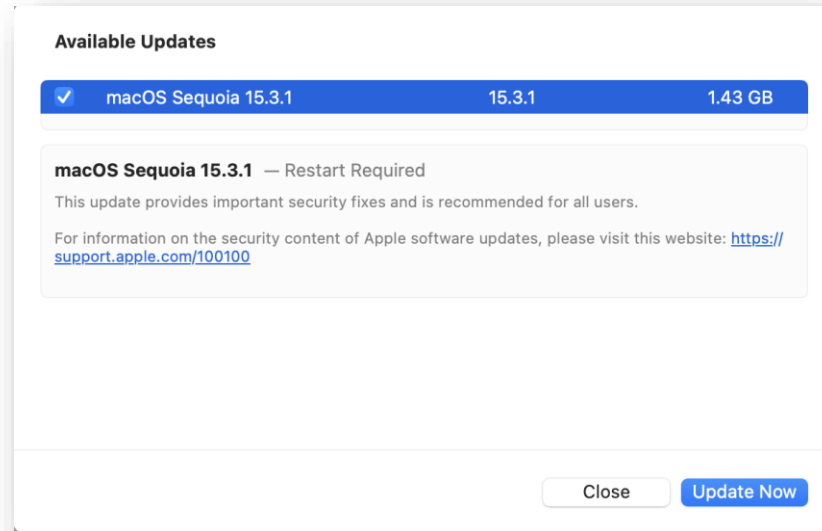 Available Updates
macOS Sequoia 15.3.1 15.3.1 1.43 GB
macOS Sequoia 15.3.1 — Restart Required
This update provides important security fixes and is recommended for all users.
For information on the security content of Apple software updates, please visit this website: https://
support.apple.com/100100
Close Update Now